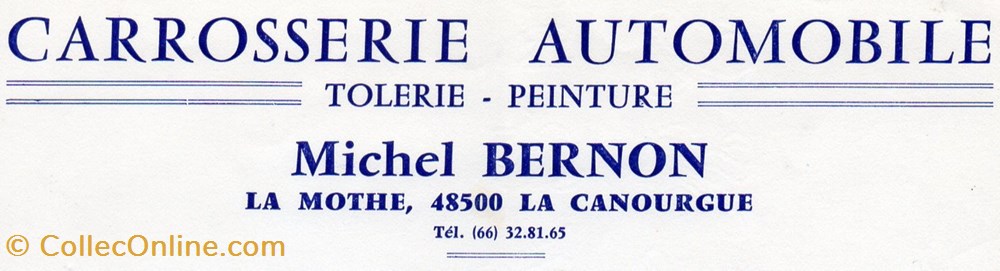 CARROSSERIE AUTOMOBILE
TOLERIE - PEINTURE
Michel BERNON
LA MOTHE, 48500 LA CANOURGUE
Tél. (66) 32.81.65
© CollecOnline.com